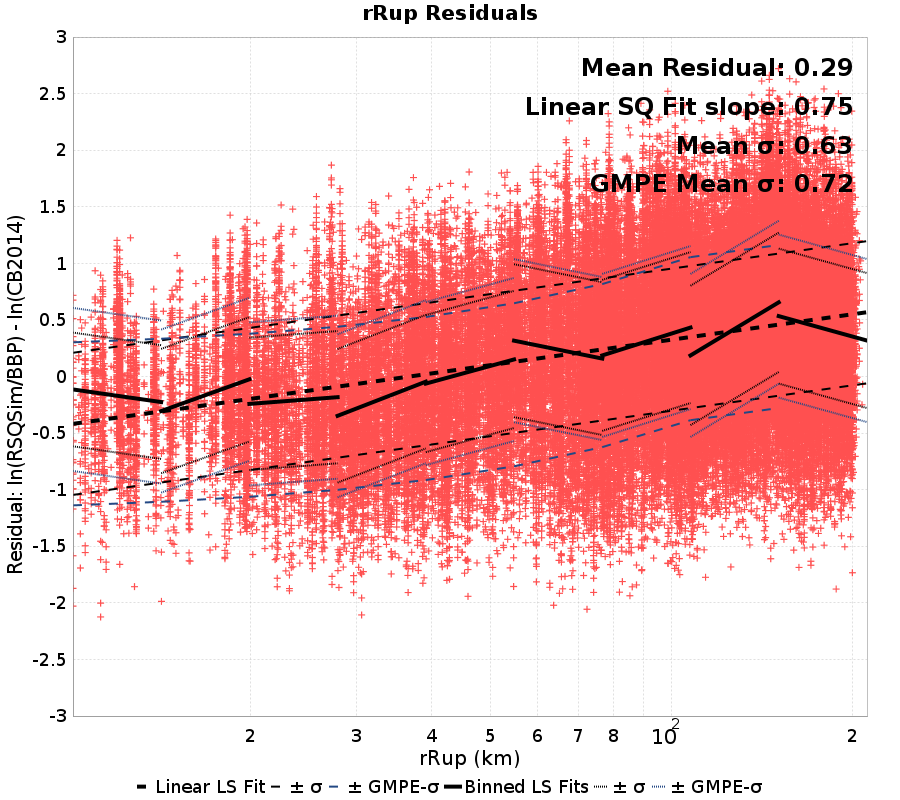 rRup Residuals
Mean Residual: 0.29
Linear SQ Fit slope: 0.75
Mean σ: 0.63
GMPE Mean σ: 0.72
Residual: ln(RSQSim/BBP) - ln(CB2014)
3
2.5
2
1.5
1
0.5
0
-0.5
-1
-1.5
-2
-2.5
-3
2 3 4 5 6 7 8 10² 2
rRup (km)
Linear LS Fit ± σ ± GMPE-σ Binned LS Fits ± σ ± GMPE-σ